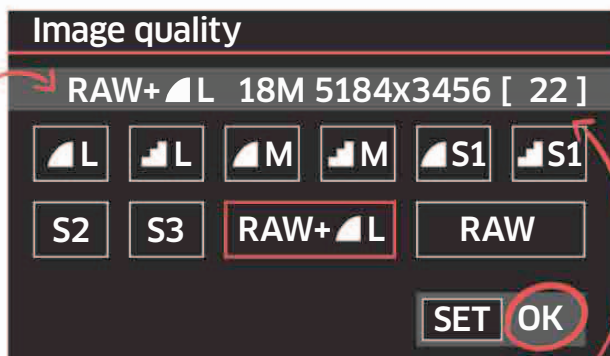 Image quality
RAW+ L 18M 5184x3456 [ 22 ]
L L M M S1 S1
S2 S3 RAW+ L RAW
SET OK